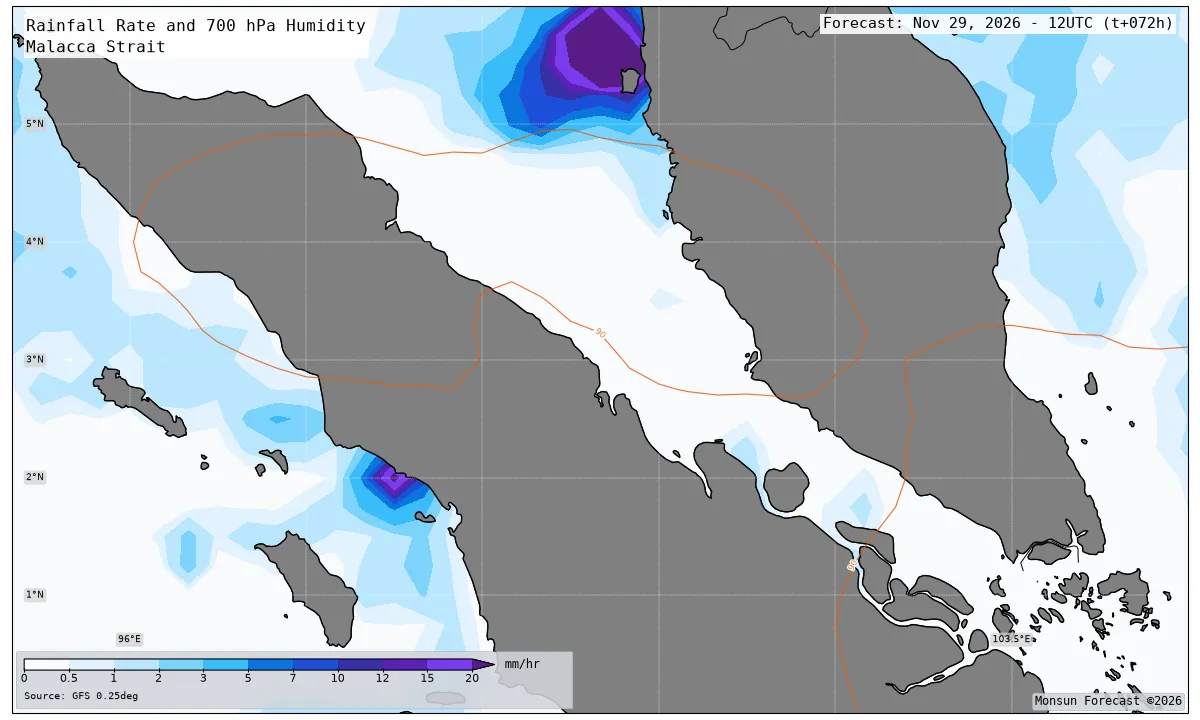 Rainfall Rate and 700 hPa Humidity
Malacca Strait
Forecast: Nov 29, 2026 - 12UTC (t+072h)
5°N
4°N
3°N
90
2°N
90
1°N
96°E
103.5°E
0 0.5 1 2 3 5 7 10 12 15 20 mm/hr
Source: GFS 0.25deg
Monsun Forecast ©2026